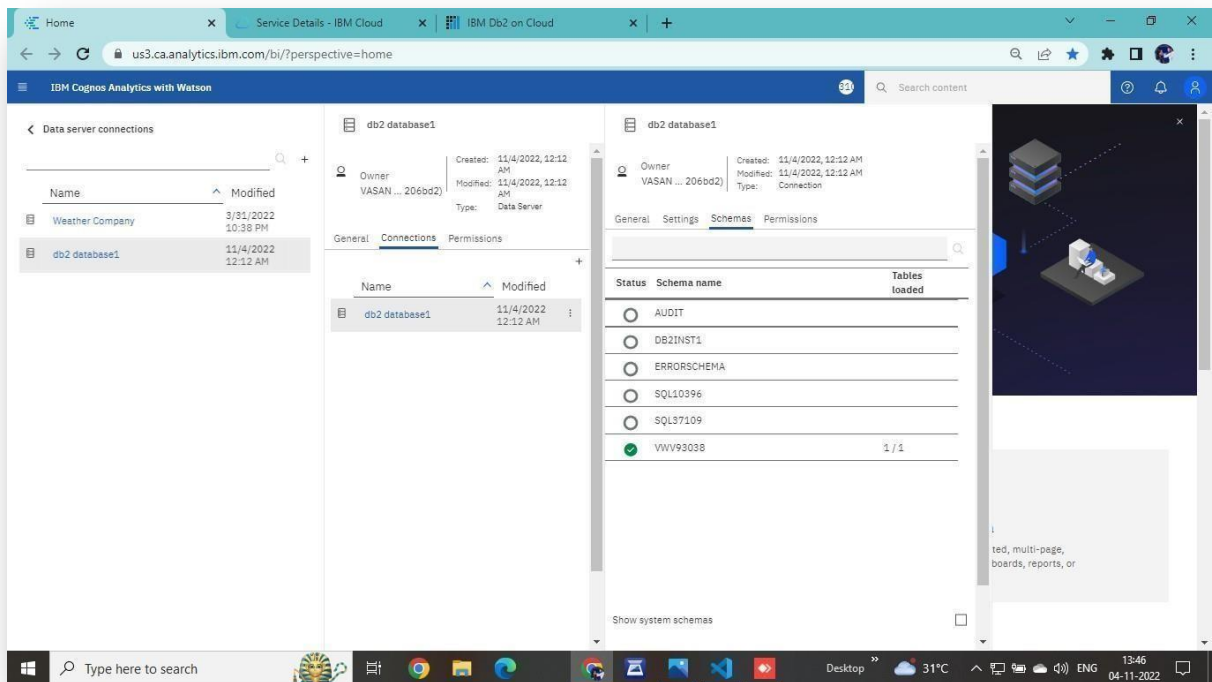 Home
Service Details - IBM Cloud
IBM Db2 on Cloud
us3.ca.analytics.ibm.com/bi/?perspective=home
IBM Cognos Analytics with Watson
Search content
Data server connections
Name
Modified
Weather Company
3/31/2022
10:38 PM
db2 database1
11/4/2022
12:12 AM
db2 database1
Owner
VASAN ... 206bd2)
Created: 11/4/2022, 12:12
AM
Modified: 11/4/2022, 12:12
AM
Type: Data Server
General Connections Permissions
Name
Modified
db2 database1
11/4/2022
12:12 AM
db2 database1
Owner
VASAN ... 206bd2)
Created: 11/4/2022, 12:12 AM
Modified: 11/4/2022, 12:12 AM
Type: Connection
General Settings Schemas Permissions
Status Schema name Tables
loaded
AUDIT
DB2INST1
ERRORSCHEMA
SQL10396
SQL37109
VWV93038 1 / 1
Show system schemas
ted, multi-page,
boards, reports, or
Type here to search
Desktop
31°C
ENG
13:46
04-11-2022